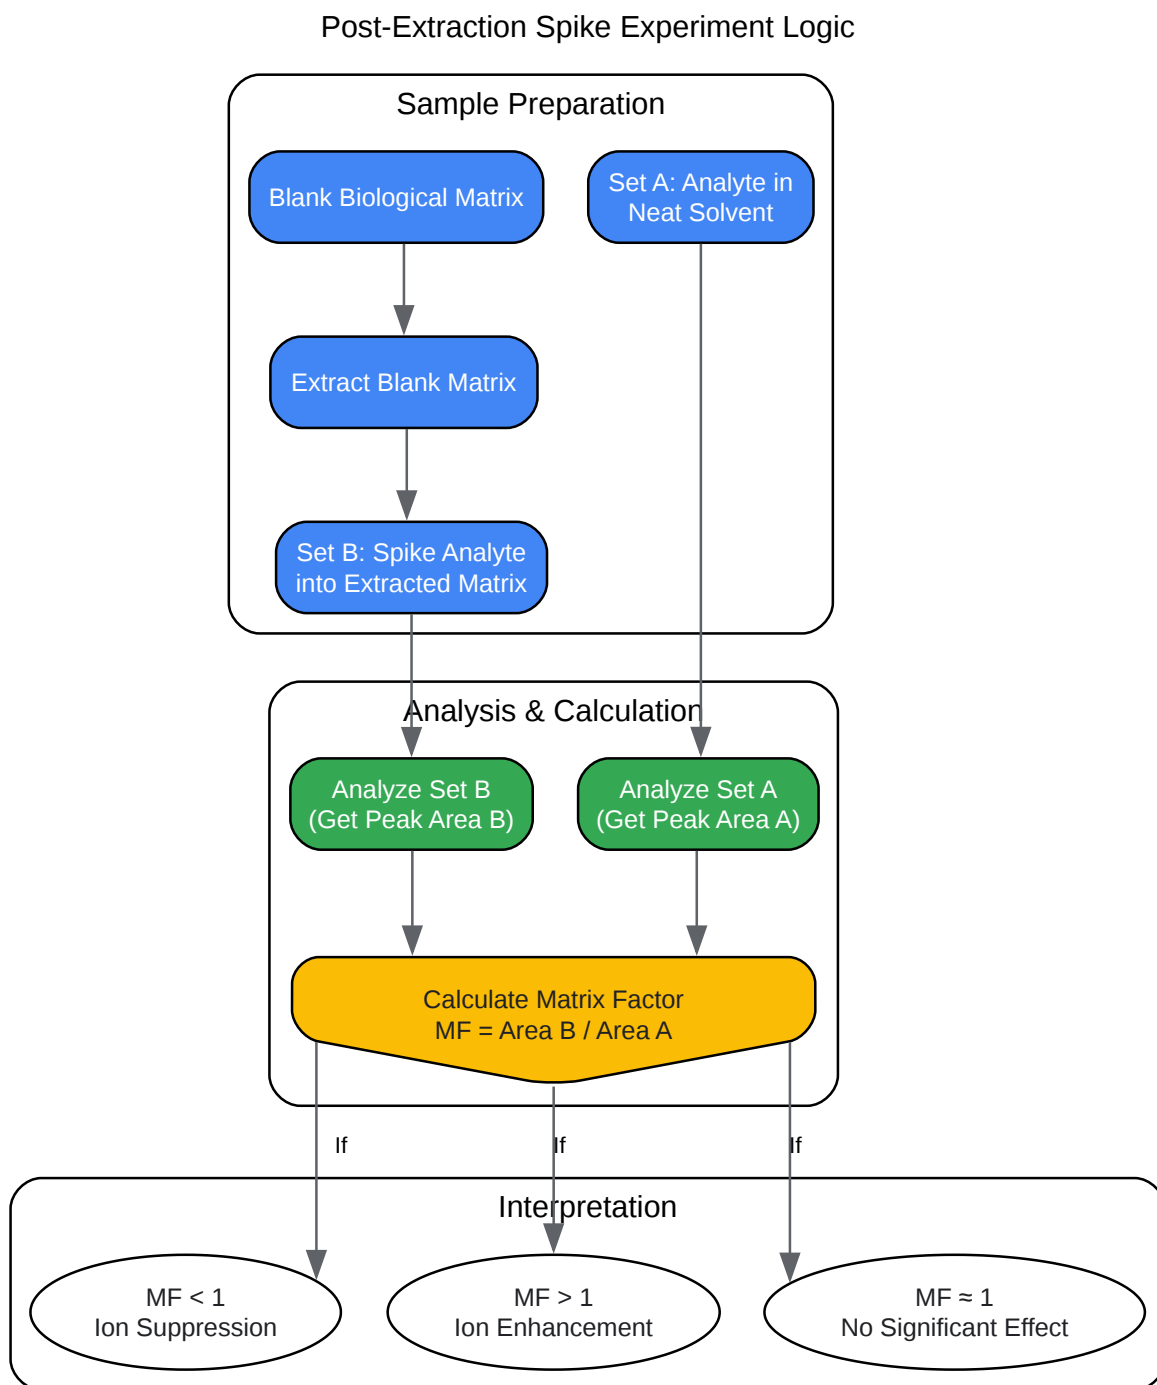 Post-Extraction Spike Experiment Logic
Sample Preparation
Blank Biological Matrix
Set A: Analyte in
Neat Solvent
Extract Blank Matrix
Set B: Spike Analyte
into Extracted Matrix
Analysis & Calculation
Analyze Set B
(Get Peak Area B)
Analyze Set A
(Get Peak Area A)
Calculate Matrix Factor
MF = Area B / Area A
If
If
If
Interpretation
MF < 1
Ion Suppression
MF > 1
Ion Enhancement
MF ≈ 1
No Significant Effect